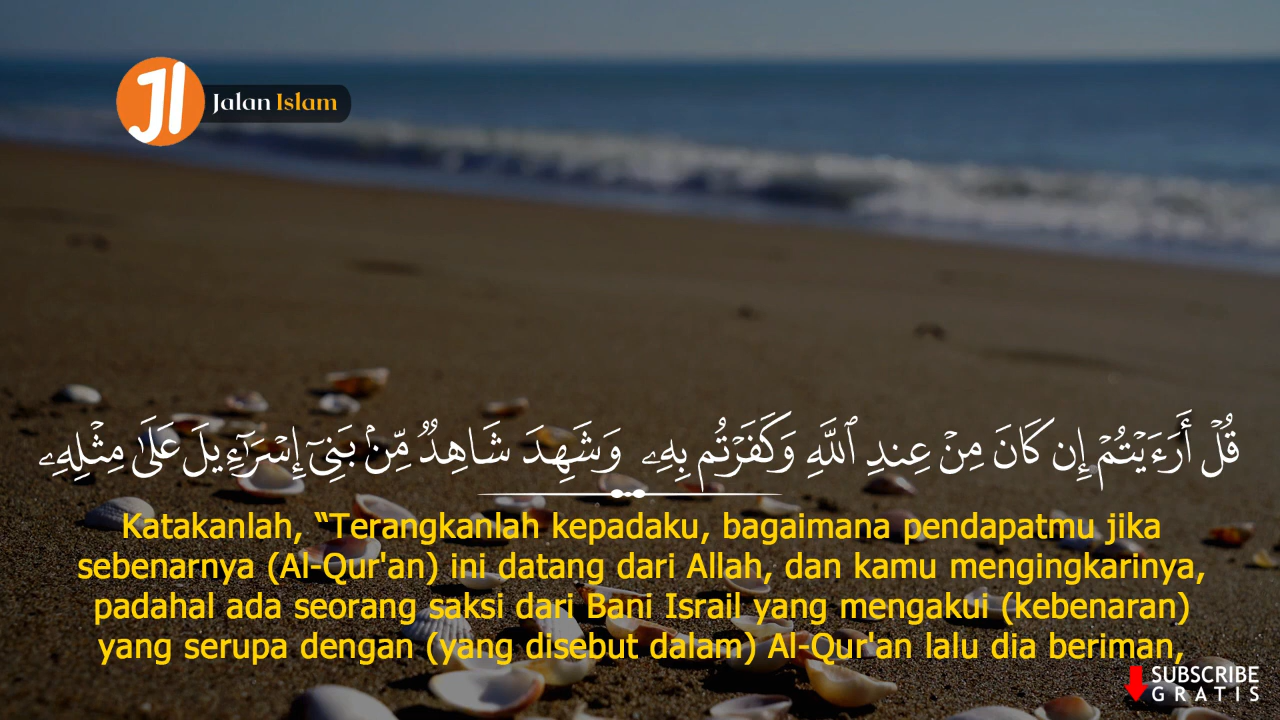 JI
Jalan Islam
قُلْ أَرَءَيْتُمْ إِن كَانَ مِنْ عِندِ ٱللَّهِ وَكَفَرْتُم بِهِۦ وَشَهِدَ شَاهِدٌ مِّنۢ بَنِىٓ إِسْرَٰٓءِيلَ عَلَىٰ مِثْلِهِۦ
Katakanlah, “Terangkanlah kepadaku, bagaimana pendapatmu jika
sebenarnya (Al-Qur'an) ini datang dari Allah, dan kamu mengingkarinya,
padahal ada seorang saksi dari Bani Israil yang mengakui (kebenaran)
yang serupa dengan (yang disebut dalam) Al-Qur'an lalu dia beriman,
SUBSCRIBE
GRATIS